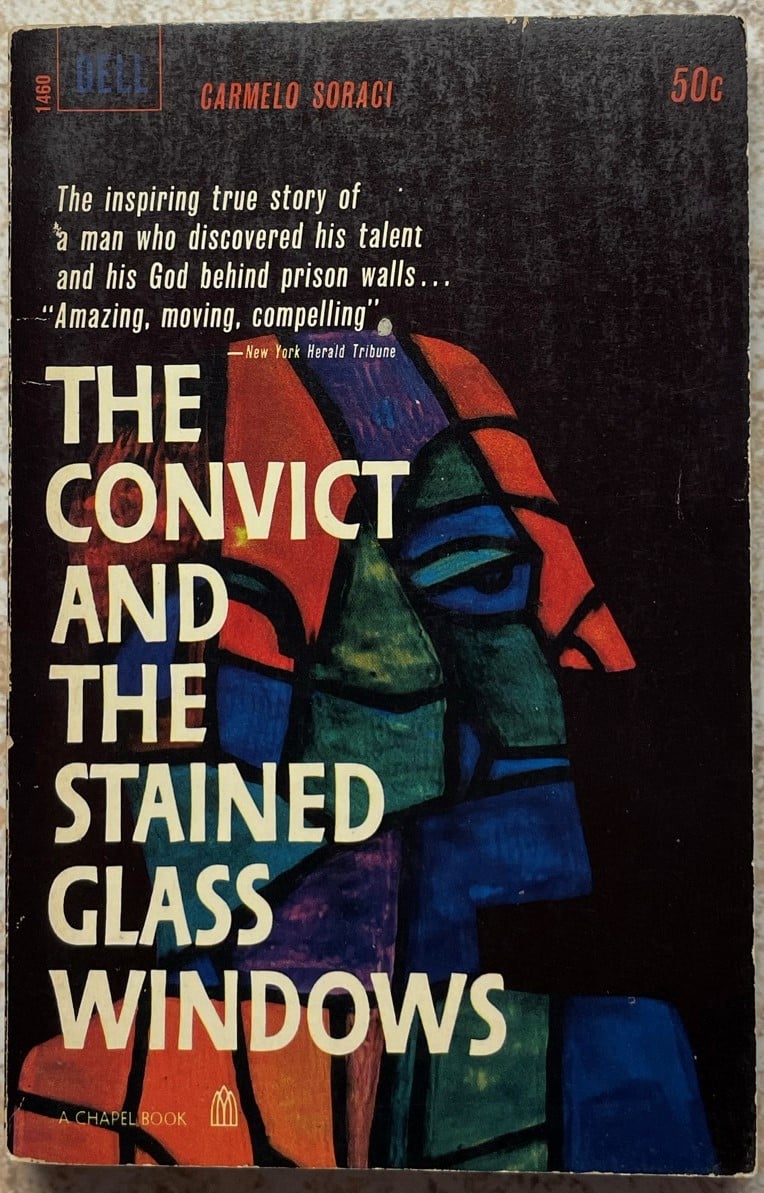 1460
DELL
CARMELO SORACI
50c
The inspiring true story of
a man who discovered his talent
and his God behind prison walls...
"Amazing, moving, compelling"
—New York Herald Tribune
THE
CONVICT
AND
THE
STAINED
GLASS
WINDOWS
A CHAPEL BOOK